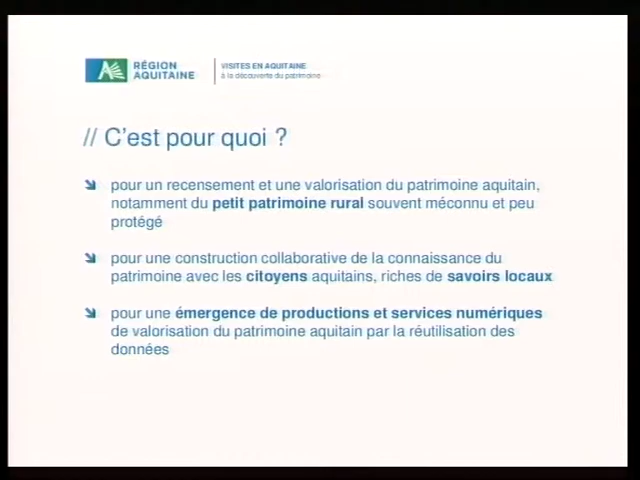 RÉGION
AQUITAINE
VISITES EN AQUITAINE
à la découverte du patrimoine
// C'est pour quoi ?
pour un recensement et une valorisation du patrimoine aquitain,
notamment du petit patrimoine rural souvent méconnu et peu
protégé
pour une construction collaborative de la connaissance du
patrimoine avec les citoyens aquitains, riches de savoirs locaux
pour une émergence de productions et services numériques
de valorisation du patrimoine aquitain par la réutilisation des
données